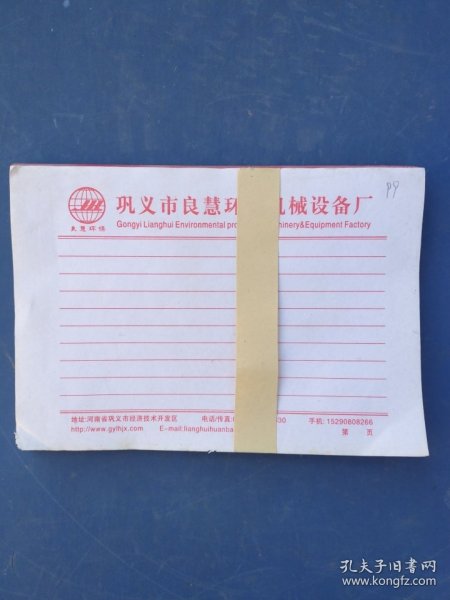 巩义市良慧环 机械设备厂
Gongyi Lianghui Environmental pro hinery&Equipment Factory
良慧环保
地址:河南省巩义市经济技术开发区 电话/传真: 30 手机: 15290808266
http://www.gylhjx.com E-mail:lianghuihuanba
第 页
孔夫子旧书网
www.kongfz.com